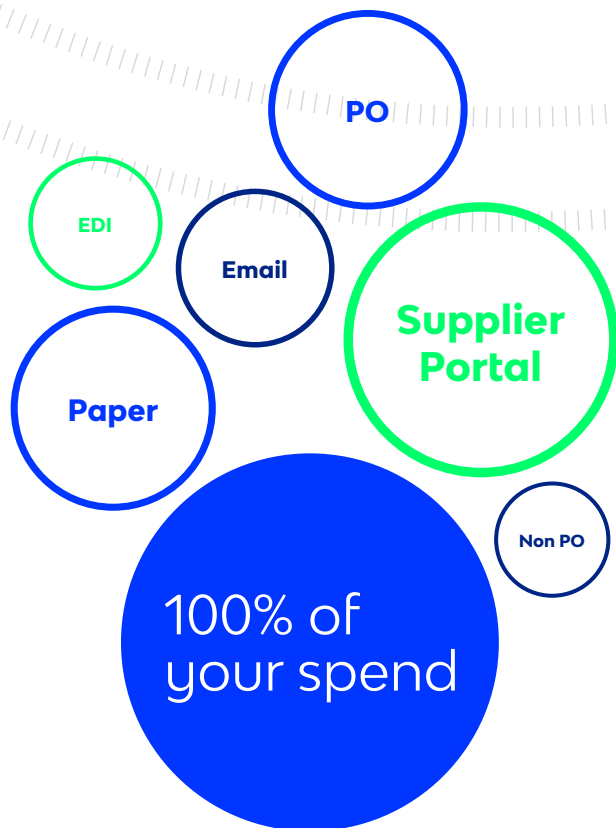 PO
EDI
Email
Supplier
Portal
Paper
Non PO
100% of
your spend